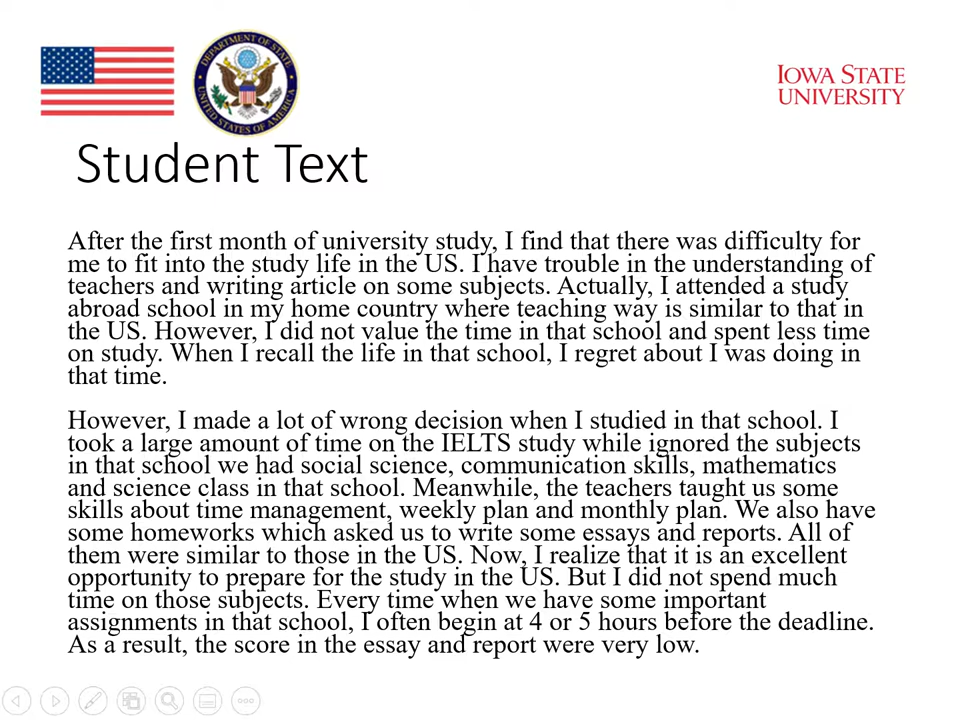 DEPARTMENT OF STATE
UNITED STATES OF AMERICA
IOWA STATE
UNIVERSITY
Student Text
After the first month of university study, I find that there was difficulty for
me to fit into the study life in the US. I have trouble in the understanding of
teachers and writing article on some subjects. Actually, I attended a study
abroad school in my home country where teaching way is similar to that in
the US. However, I did not value the time in that school and spent less time
on study. When I recall the life in that school, I regret about I was doing in
that time.
However, I made a lot of wrong decision when I studied in that school. I
took a large amount of time on the IELTS study while ignored the subjects
in that school we had social science, communication skills, mathematics
and science class in that school. Meanwhile, the teachers taught us some
skills about time management, weekly plan and monthly plan. We also have
some homeworks which asked us to write some essays and reports. All of
them were similar to those in the US. Now, I realize that it is an excellent
opportunity to prepare for the study in the US. But I did not spend much
time on those subjects. Every time when we have some important
assignments in that school, I often begin at 4 or 5 hours before the deadline.
As a result, the score in the essay and report were very low.